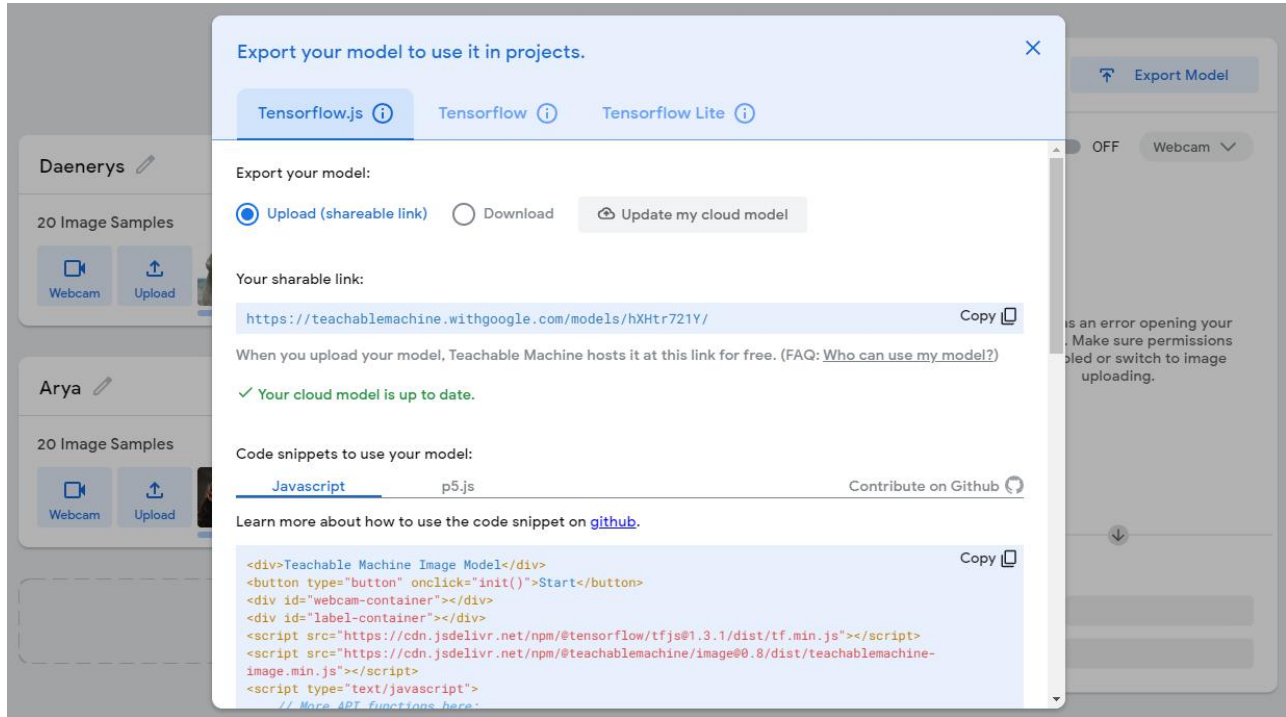 Export your model to use it in projects.
Export Model
Tensorflow.js
Tensorflow
Tensorflow Lite
OFF
Webcam
Daenerys
20 Image Samples
Webcam
Upload
Arya
20 Image Samples
Webcam
Upload
Export your model:
Upload (shareable link)
Download
Update my cloud model
Your sharable link:
https://teachablemachine.withgoogle.com/models/hXHtr721Y/
Copy
When you upload your model, Teachable Machine hosts it at this link for free. (FAQ: Who can use my model?)
Your cloud model is up to date.
Code snippets to use your model:
Javascript
p5.js
Contribute on Github
Learn more about how to use the code snippet on github.
Copy
<div>Teachable Machine Image Model</div>
<button type="button" onclick="init()">Start</button>
<div id="webcam-container"></div>
<div id="label-container"></div>
<script src="https://cdn.jsdelivr.net/npm/@tensorflow/tfjs@1.3.1/dist/tf.min.js"></script>
<script src="https://cdn.jsdelivr.net/npm/@teachablemachine/image@0.8/dist/teachablemachine-
image.min.js"></script>
<script type="text/javascript">
// More API functions here:
an error opening your
. Make sure permissions
or switch to image
uploading.